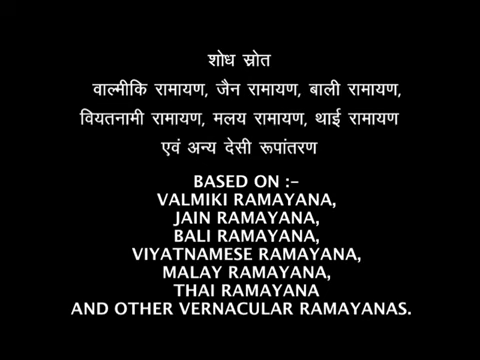 शोध स्रोत
वाल्मीकि रामायण, जैन रामायण, बाली रामायण,
वियतनामी रामायण, मलय रामायण, थाई रामायण
एवं अन्य देसी रूपांतरण
BASED ON :-
VALMIKI RAMAYANA,
JAIN RAMAYANA,
BALI RAMAYANA,
VIYATNAMESE RAMAYANA,
MALAY RAMAYANA,
THAI RAMAYANA
AND OTHER VERNACULAR RAMAYANAS.